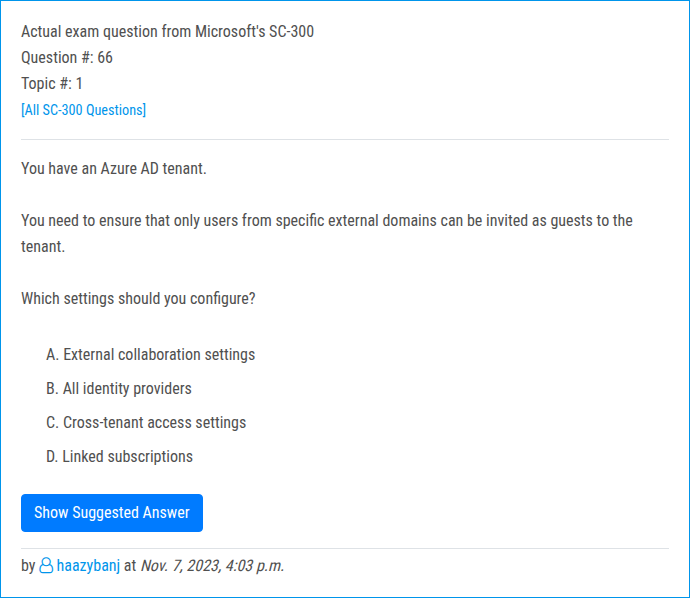 Actual exam question from Microsoft's SC-300
Question #: 66
Topic #: 1
[All SC-300 Questions]
You have an Azure AD tenant.
You need to ensure that only users from specific external domains can be invited as guests to the
tenant.
Which settings should you configure?
A. External collaboration settings
B. All identity providers
C. Cross-tenant access settings
D. Linked subscriptions
Show Suggested Answer
by haazybanj at Nov. 7, 2023, 4:03 p.m.